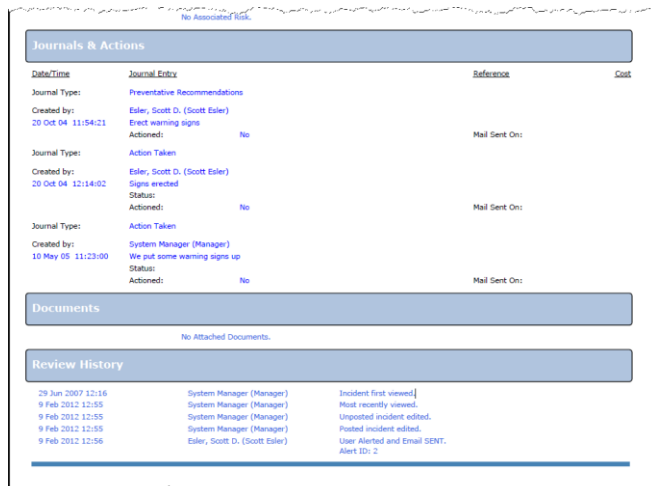 No Associated Risk.
Journals & Actions
Date/Time Journal Entry Reference Cost
Journal Type: Preventative Recommendations
Created by: Esler, Scott D. (Scott Esler)
20 Oct 04 11:54:21 Erect warning signs
Actioned: No Mail Sent On:
Journal Type: Action Taken
Created by: Esler, Scott D. (Scott Esler)
20 Oct 04 12:14:02 Signs erected
Status:
Actioned: No Mail Sent On:
Journal Type: Action Taken
Created by: System Manager (Manager)
10 May 05 11:23:00 We put some warning signs up
Status:
Actioned: No Mail Sent On:
Documents
No Attached Documents.
Review History
29 Jun 2007 12:16 System Manager (Manager) Incident first viewed.
9 Feb 2012 12:55 System Manager (Manager) Most recently viewed.
9 Feb 2012 12:55 System Manager (Manager) Unposted incident edited.
9 Feb 2012 12:55 System Manager (Manager) Posted incident edited.
9 Feb 2012 12:56 Esler, Scott D. (Scott Esler) User Alerted and Email SENT.
Alert ID: 2